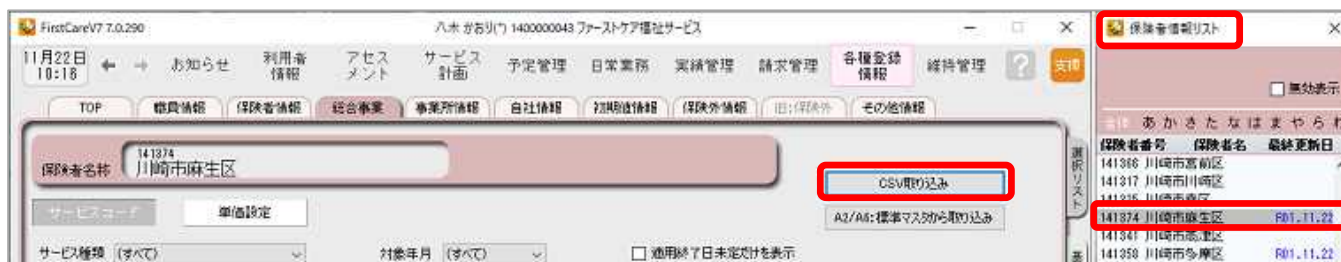 FirstCareV7 7.0.290
八木 かおり(*) 1400000043 ファーストケア福祉サービス
11月22日
10:16
お知らせ
利用者
情報
アセス
メント
サービス
計画
予定管理
日常業務
実績管理
請求管理
各種登録
情報
維持管理
?
支援
TOP
職員情報
保険者情報
総合事業
事業所情報
自社情報
初期値情報
保険外情報
旧:保険外
その他情報
保険者名称
141374
川崎市麻生区
CSV取り込み
サービスコード
単価設定
A2/A6:標準マスタから取り込み
サービス種類 (すべて)
対象年月 (すべて)
適用終了日未定だけを表示
選択リスト
基
保険者情報リスト
無効表示
全体 あ か さ た な は ま や ら わ
保険者番号 保険者名 最終更新日
141366 川崎市宮前区
141317 川崎市川崎区
141325 川崎市幸区
141374 川崎市麻生区 R01.11.22
141341 川崎市高津区
141358 川崎市多摩区 R01.11.22